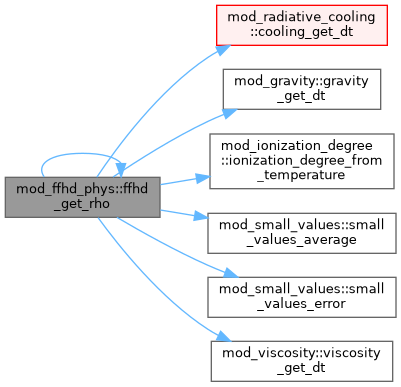 mod_radiative_cooling
::cooling_get_dt
mod_gravity::gravity
_get_dt
mod_ionization_degree
::ionization_degree_from
_temperature
mod_ffhd_phys::ffhd
_get_rho
mod_small_values::small
_values_average
mod_small_values::small
_values_error
mod_viscosity::viscosity
_get_dt